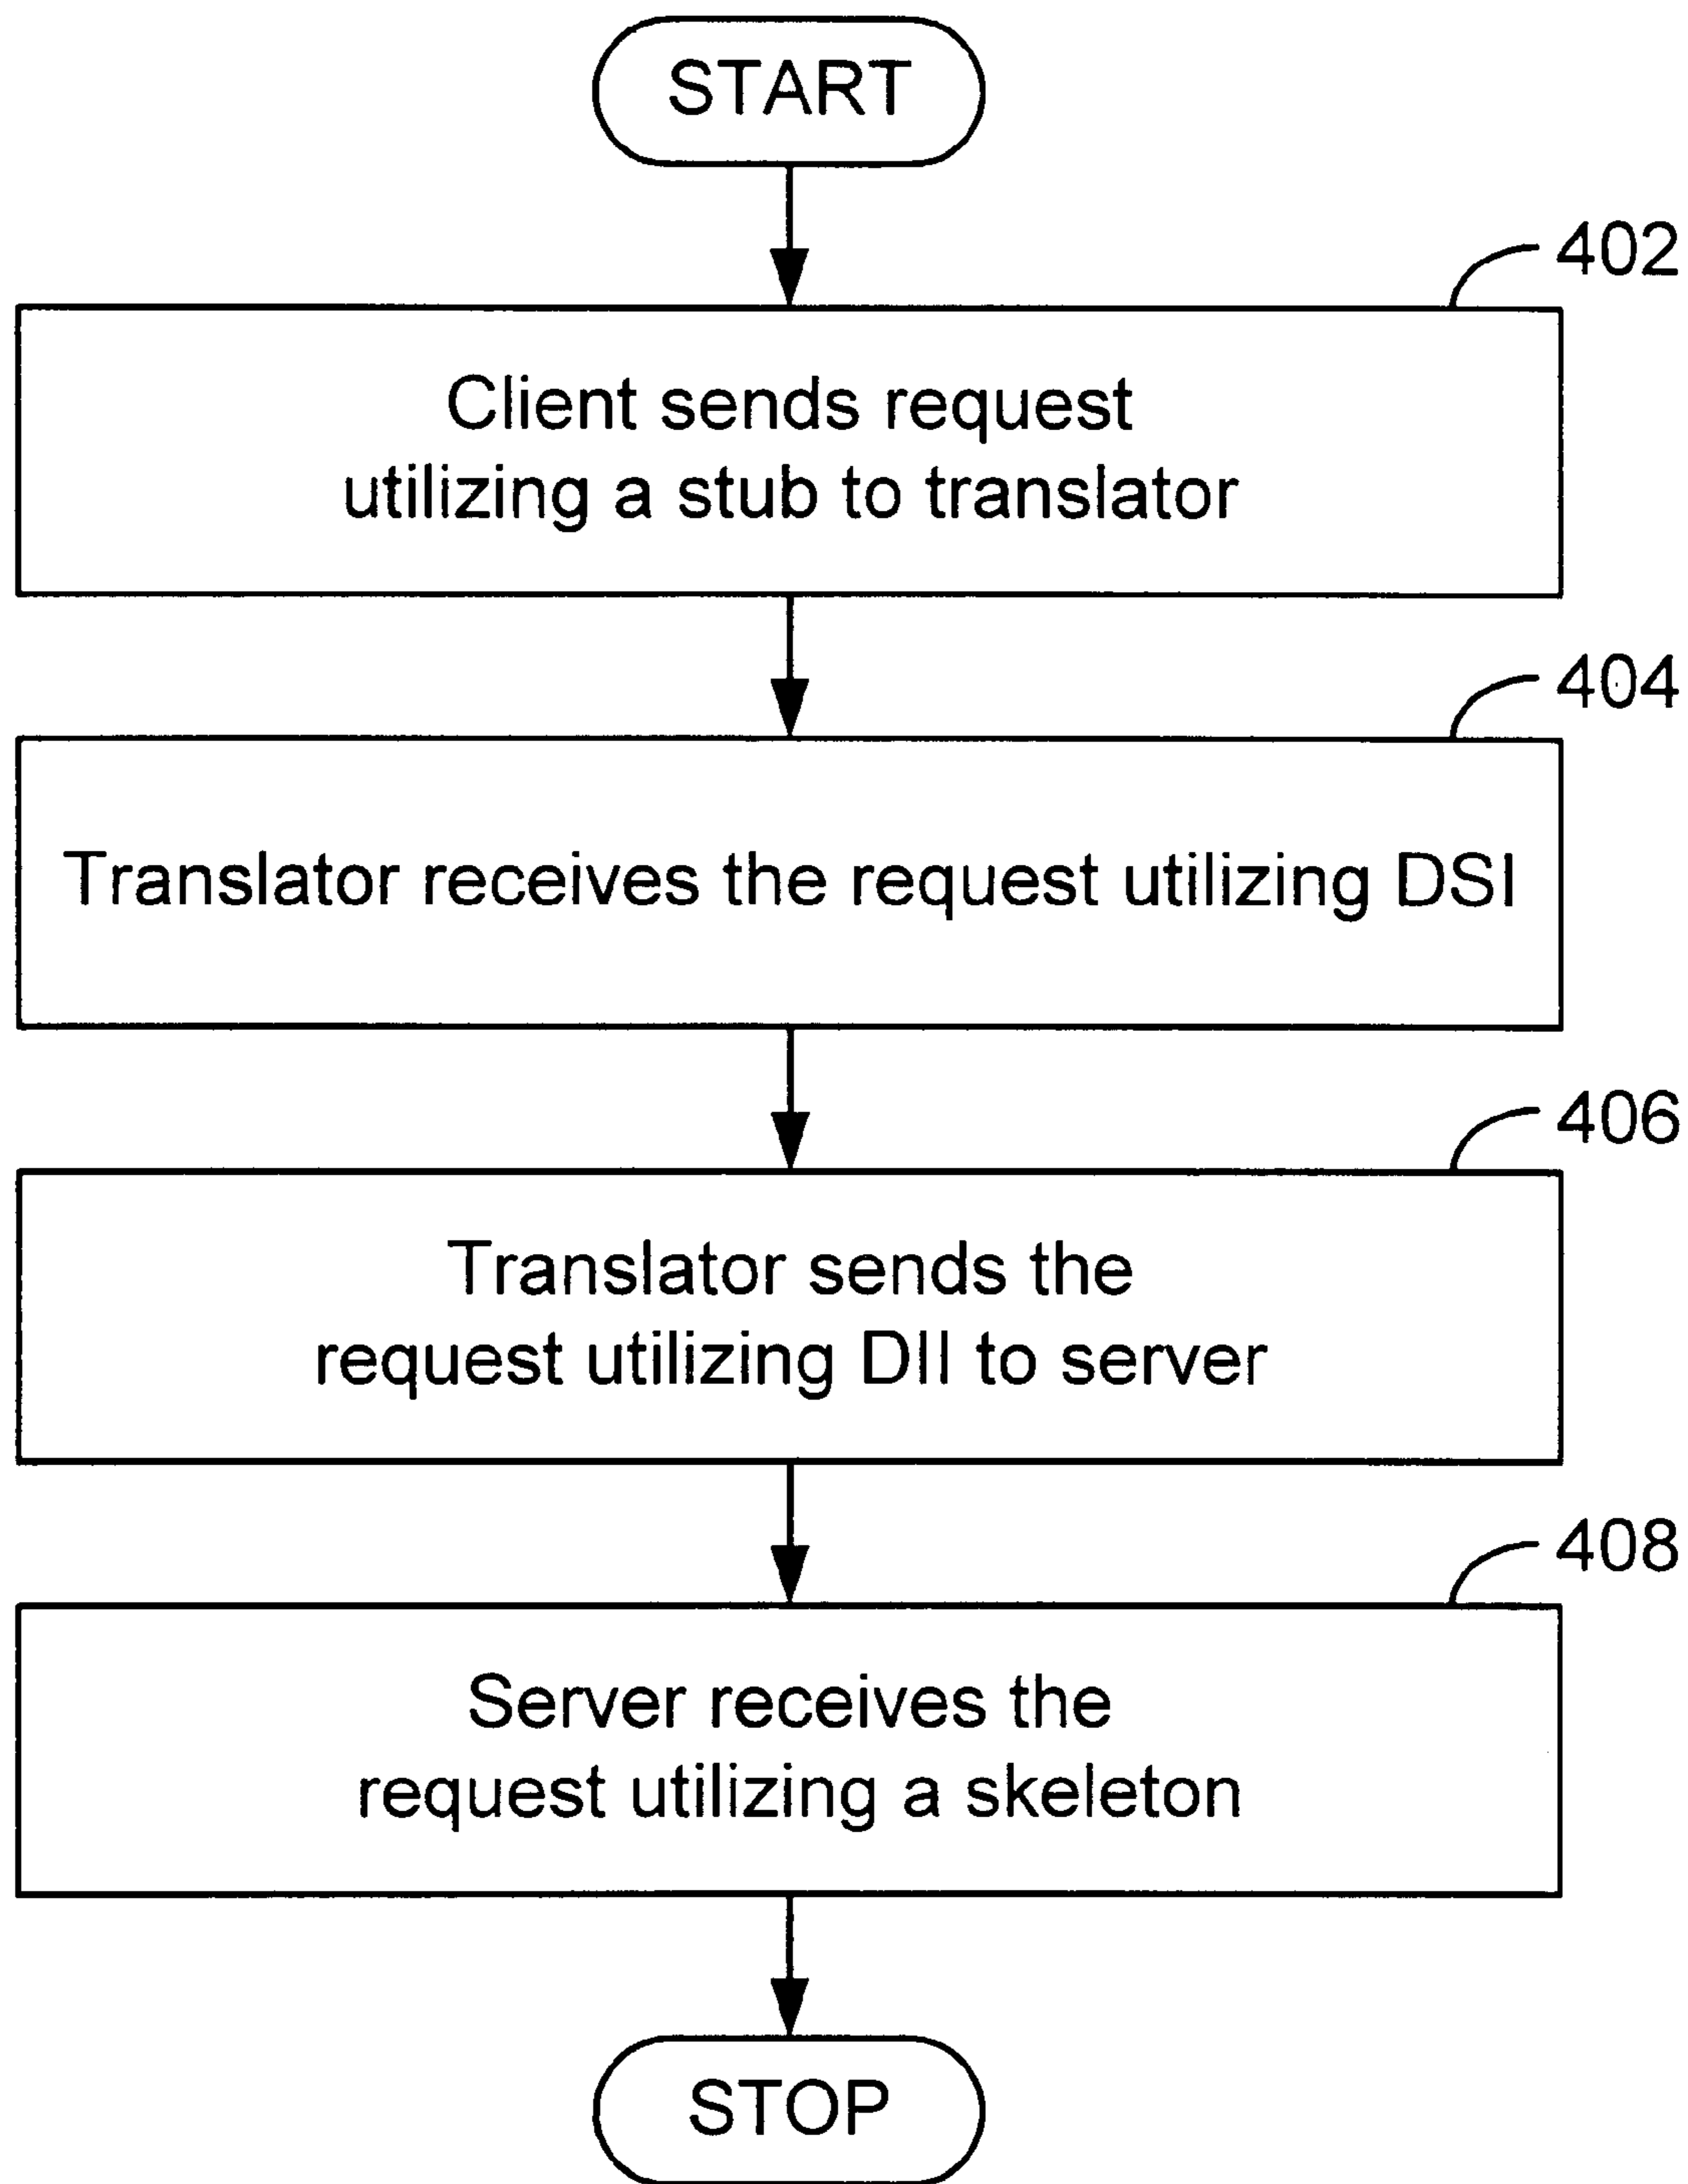 START
402
Client sends request
utilizing a stub to translator
404
Translator receives the request utilizing DSI
406
Translator sends the
request utilizing DII to server
408
Server receives the
request utilizing a skeleton
STOP